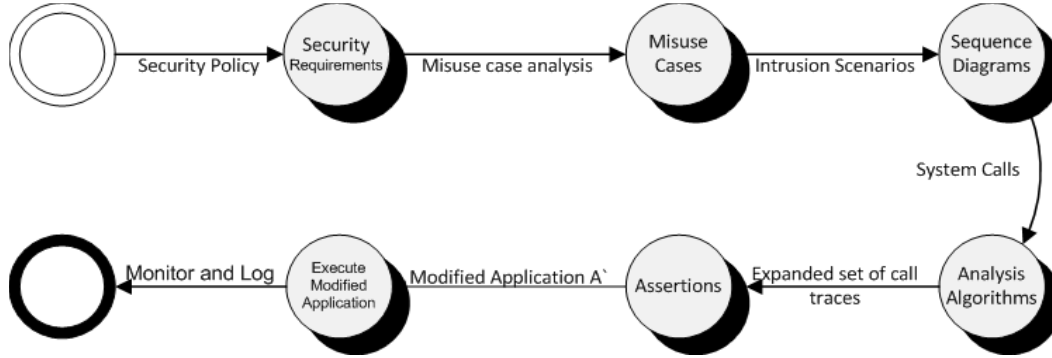 Security
Requirements
Misuse
Cases
Sequence
Diagrams
Security Policy
Misuse case analysis
Intrusion Scenarios
System Calls
Monitor and Log
Execute
Modified
Application
Modified Application A`
Assertions
Expanded set of call
traces
Analysis
Algorithms